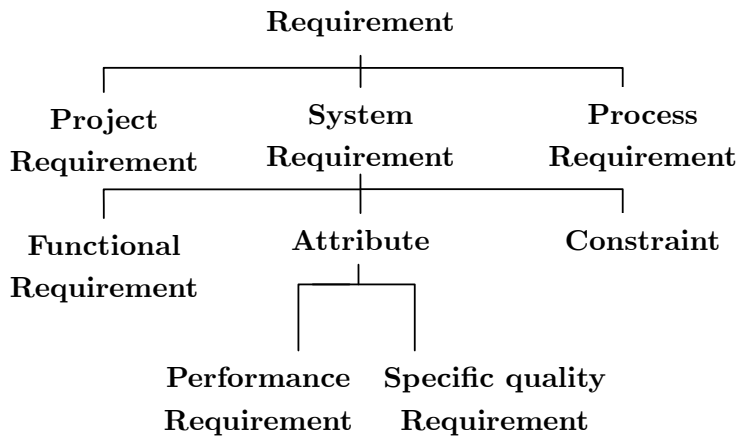 Requirement
Project
Requirement
System
Requirement
Process
Requirement
Functional
Requirement
Attribute
Constraint
Performance
Requirement
Specific quality
Requirement